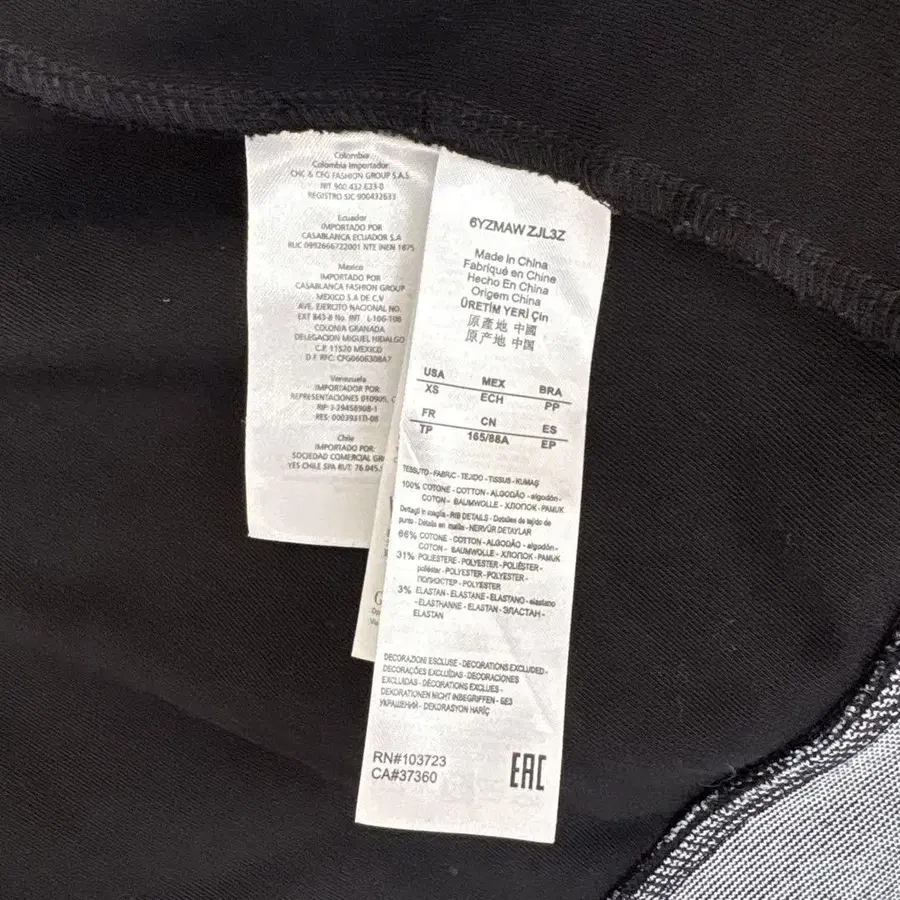 Colombia
Colombia Importador:
CHC & CFG FASHION GROUP S.A.S.
NIT 900.432.633-0
REGISTRO SIC 900432633
Ecuador
IMPORTADO POR
CASABLANCA ECUADOR S.A
RUC 0992666722001 NTE INEN 1875
Mexico
IMPORTADO POR
CASABLANCA FASHION GROUP
MEXICO S.A DE C.V
AVE. EJERCITO NACIONAL NO.
EXT 843-B No. INT. L-106-108
COLONIA GRANADA
DELEGACION MIGUEL HIDALGO
C.P. 11520 MEXICO
D.F. RFC: CFG0606308A7
Venezuela
IMPORTADOR POR:
REPRESENTACIONES 010905, C
RIF: J-29458908-1
RES: 0003931TI-08
Chile
IMPORTADO POR:
SOCIEDAD COMERCIAL GR
YES CHILE SPA RUT: 76.045.
6YZMAW ZJL3Z
Made in China
Fabriqué en Chine
Hecho En China
Origem China
ÜRETİM YERİ Çin
原產地 中國
原产地 中国
USA MEX BRA
XS ECH PP
FR CN ES
TP 165/88A EP
TESSUTO - FABRIC - TEJIDO - TISSUS - KUMAŞ
100% COTONE - COTTON - ALGODÃO - algodón -
COTON - BAUMWOLLE - ХЛОПОК - PAMUK
Dettagli in maglia - RIB DETAILS - Detalles de tejido de
punto - Détails en maille - NERVÜR DETAYLAR
66% COTONE - COTTON - ALGODÃO - algodón -
COTON - BAUMWOLLE - ХЛОПОК - PAMUK
31% POLIESTERE - POLYESTER - POLIÉSTER -
poliéster - POLYESTER - POLYESTER -
ПОЛИЭСТЕР - POLYESTER
3% ELASTAN - ELASTANE - ELASTANO - elastano
- ELASTHANNE - ELASTAN - ЭЛАСТАН -
ELASTAN
DECORAZIONI ESCLUSE - DECORATIONS EXCLUDED -
DECORAÇÕES EXCLUÍDAS - DECORACIONES
EXCLUIDAS - DÉCORATIONS EXCLUES -
DEKORATIONEN NICHT INBEGRIFFEN - БЕЗ
УКРАШЕНИЙ - DEKORASYON HARİÇ
RN#103723
CA#37360
EAC